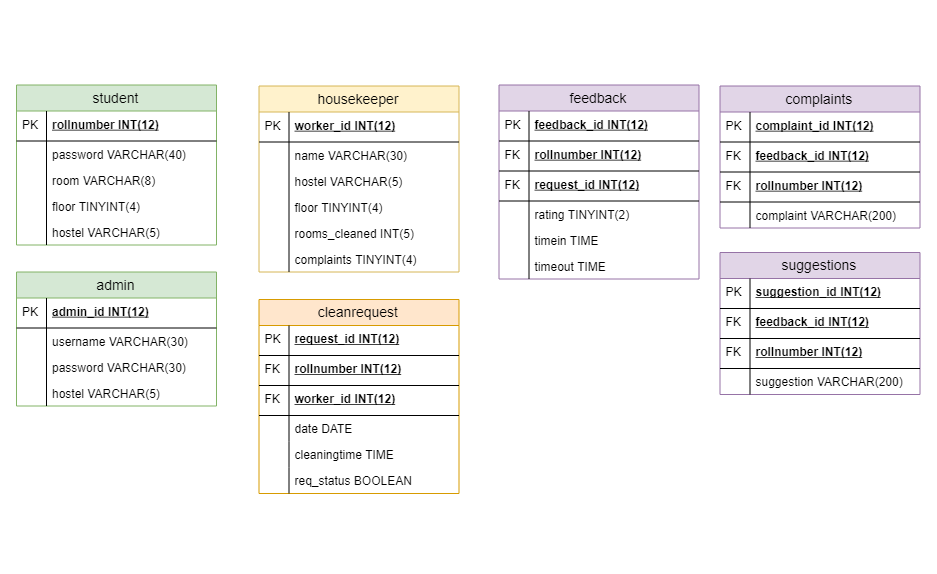 student
PK rollnumber INT(12)
password VARCHAR(40)
room VARCHAR(8)
floor TINYINT(4)
hostel VARCHAR(5)
admin
PK admin_id INT(12)
username VARCHAR(30)
password VARCHAR(30)
hostel VARCHAR(5)
housekeeper
PK worker_id INT(12)
name VARCHAR(30)
hostel VARCHAR(5)
floor TINYINT(4)
rooms_cleaned INT(5)
complaints TINYINT(4)
cleanrequest
PK request_id INT(12)
FK rollnumber INT(12)
FK worker_id INT(12)
date DATE
cleaningtime TIME
req_status BOOLEAN
feedback
PK feedback_id INT(12)
FK rollnumber INT(12)
FK request_id INT(12)
rating TINYINT(2)
timein TIME
timeout TIME
complaints
PK complaint_id INT(12)
FK feedback_id INT(12)
FK rollnumber INT(12)
complaint VARCHAR(200)
suggestions
PK suggestion_id INT(12)
FK feedback_id INT(12)
FK rollnumber INT(12)
suggestion VARCHAR(200)